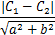 |C₁ − C₂|
√a² + b²